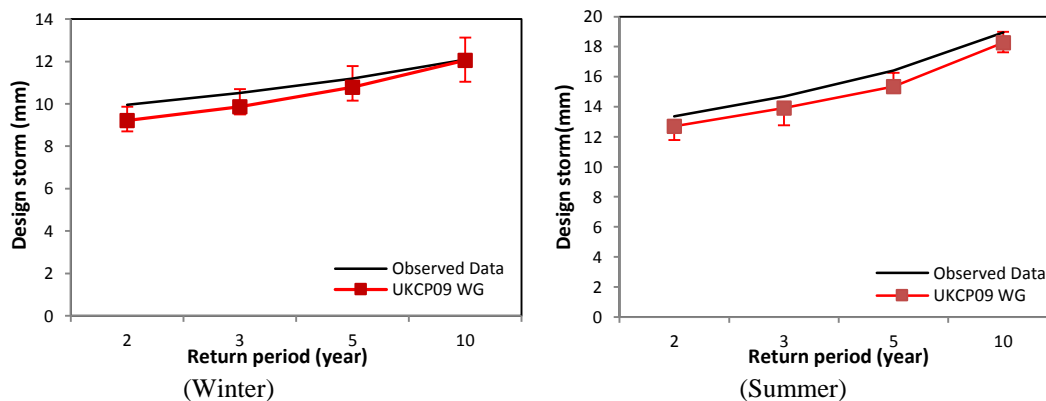 14
12
10
8
6
4
2
0
Design storm (mm)
Observed Data
UKCP09 WG
2 3 5 10
Return period (year)
(Winter)
20
18
16
14
12
10
8
6
4
2
0
Design storm(mm)
Observed Data
UKCP09 WG
2 3 5 10
Return period (year)
(Summer)